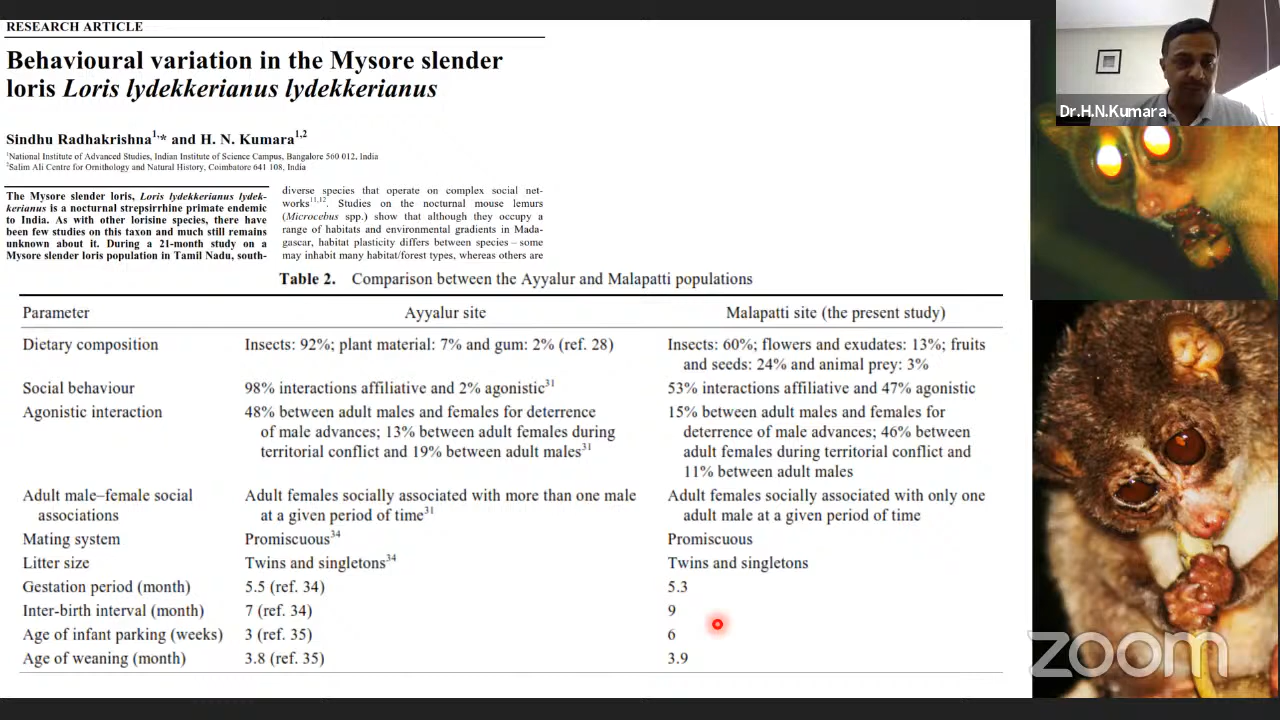 RESEARCH ARTICLE
Behavioural variation in the Mysore slender
loris Loris lydekkerianus lydekkerianus
Sindhu Radhakrishna1,* and H. N. Kumara1,2
1National Institute of Advanced Studies, Indian Institute of Science Campus, Bangalore 560 012, India
2Salim Ali Centre for Ornithology and Natural History, Coimbatore 641 108, India
The Mysore slender loris, Loris lydekkerianus lydek-
kerianus is a nocturnal strepsirrhine primate endemic
to India. As with other lorisine species, there have
been few studies on this taxon and much still remains
unknown about it. During a 21-month study on a
Mysore slender loris population in Tamil Nadu, south-
diverse species that operate on complex social net-
works11,12. Studies on the nocturnal mouse lemurs
(Microcebus spp.) show that although they occupy a
range of habitats and environmental gradients in Mada-
gascar, habitat plasticity differs between species – some
may inhabit many habitat/forest types, whereas others are
Table 2. Comparison between the Ayyalur and Malapatti populations
Parameter Ayyalur site Malapatti site (the present study)
Dietary composition Insects: 92%; plant material: 7% and gum: 2% (ref. 28) Insects: 60%; flowers and exudates: 13%; fruits
and seeds: 24% and animal prey: 3%
Social behaviour 98% interactions affiliative and 2% agonistic31 53% interactions affiliative and 47% agonistic
Agonistic interaction 48% between adult males and females for deterrence 15% between adult males and females for
of male advances; 13% between adult females during deterrence of male advances; 46% between
territorial conflict and 19% between adult males31 adult females during territorial conflict and
11% between adult males
Adult male–female social Adult females socially associated with more than one male Adult females socially associated with only one
associations at a given period of time31 adult male at a given period of time
Mating system Promiscuous34 Promiscuous
Litter size Twins and singletons34 Twins and singletons
Gestation period (month) 5.5 (ref. 34) 5.3
Inter-birth interval (month) 7 (ref. 34) 9
Age of infant parking (weeks) 3 (ref. 35) 6
Age of weaning (month) 3.8 (ref. 35) 3.9
Dr.H.N.Kumara
zoom